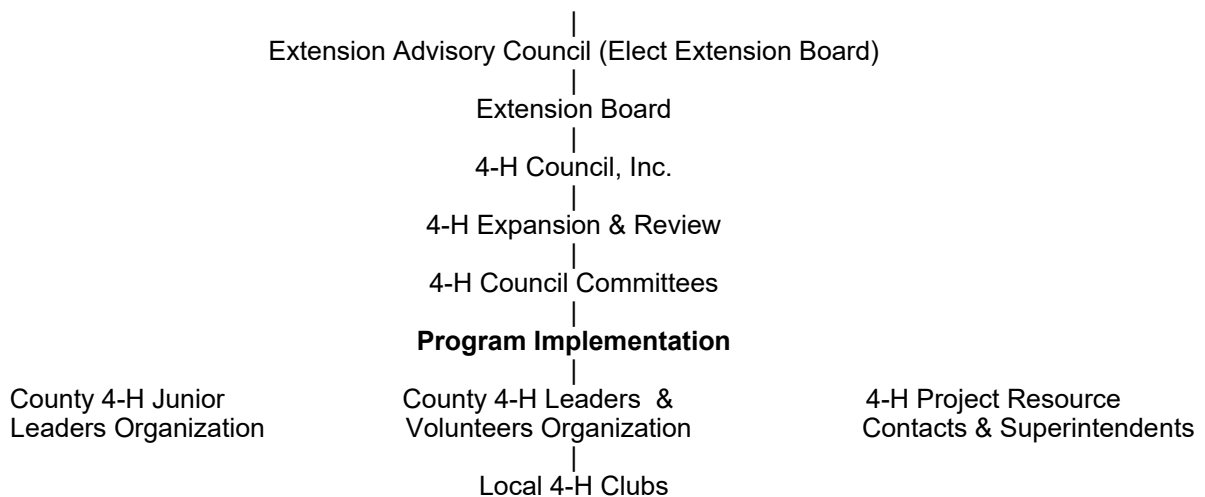 Extension Advisory Council (Elect Extension Board)
Extension Board
4-H Council, Inc.
4-H Expansion & Review
4-H Council Committees
Program Implementation
County 4-H Junior
Leaders Organization
County 4-H Leaders &
Volunteers Organization
4-H Project Resource
Contacts & Superintendents
Local 4-H Clubs